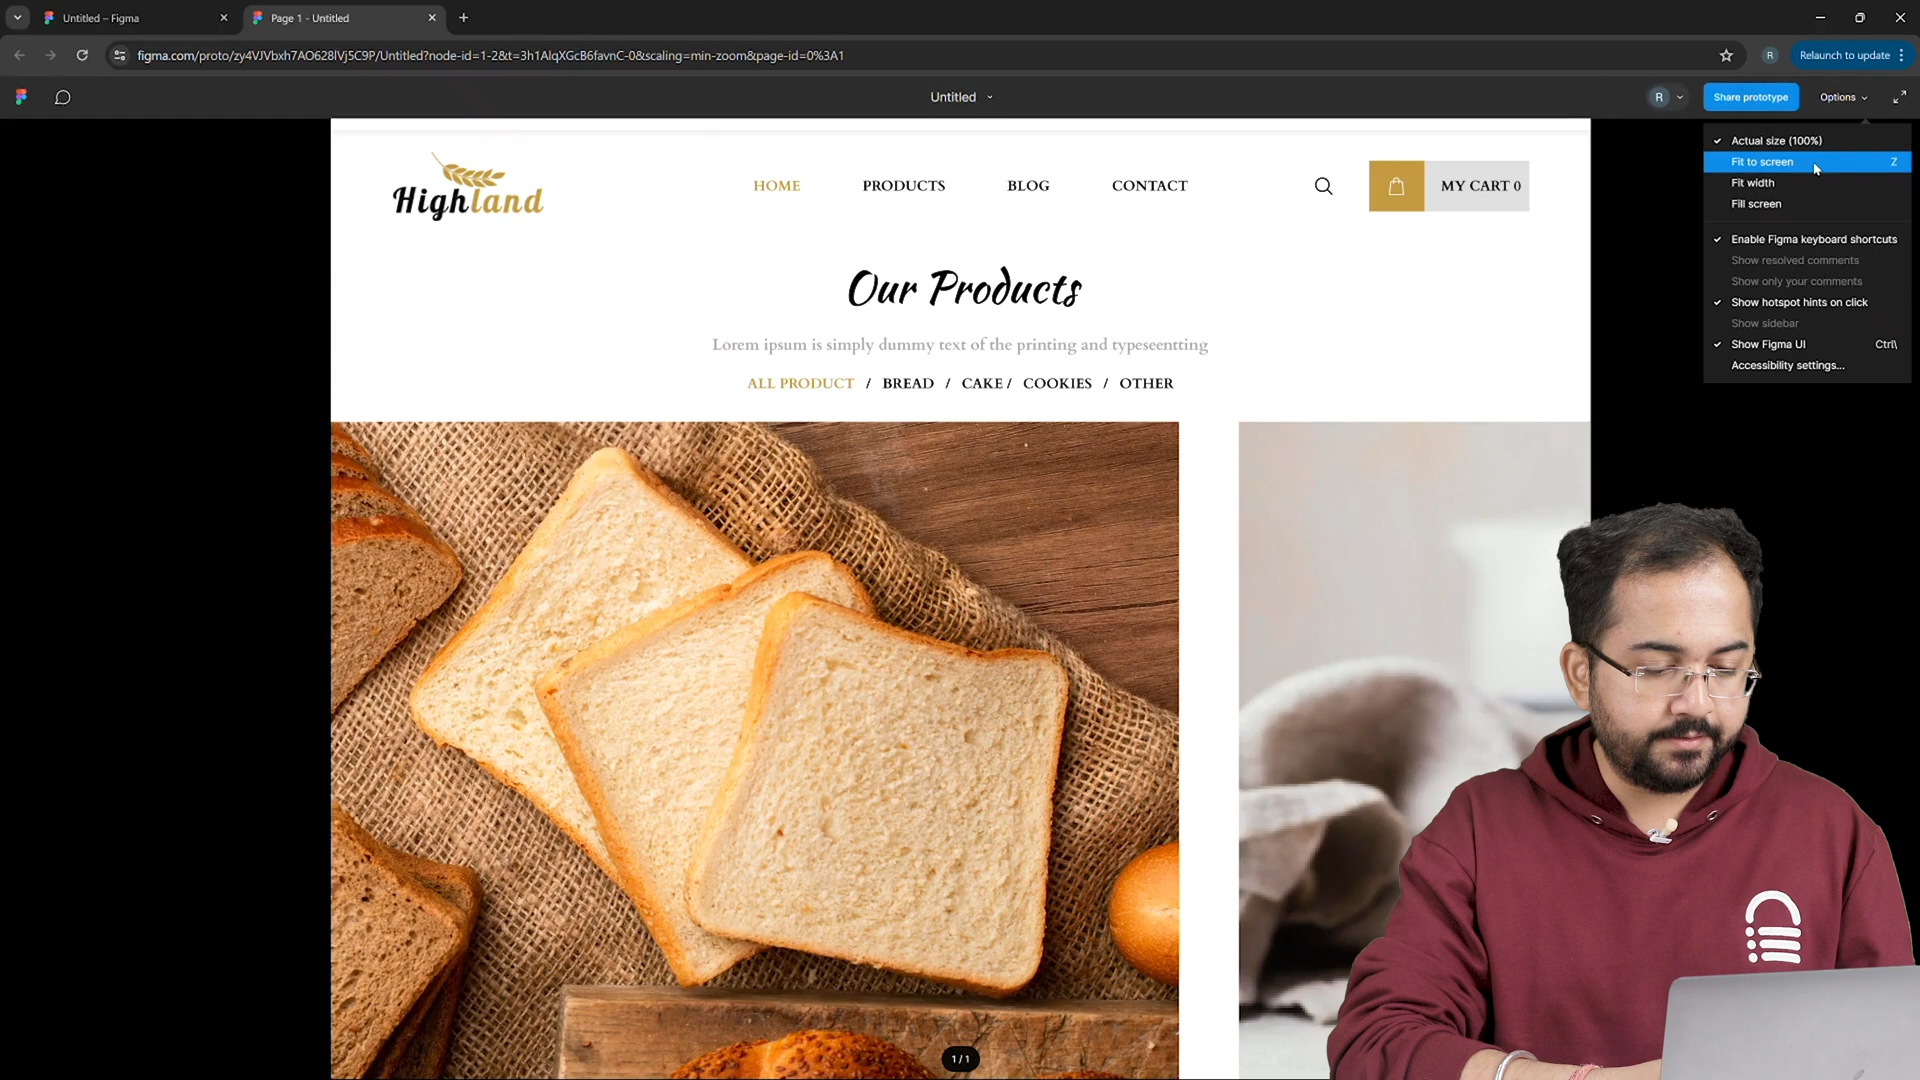 Untitled – Figma
Page 1 - Untitled
figma.com/proto/zy4VJVbxh7AO628lVj5C9P/Untitled?node-id=1-2&t=3h1AlqXGcB6favnC-0&scaling=min-zoom&page-id=0%3A1
R
Relaunch to update
Untitled
R
Share prototype
Options
Actual size (100%)
Fit to screen Z
Fit width
Fill screen
Enable Figma keyboard shortcuts
Show resolved comments
Show only your comments
Show hotspot hints on click
Show sidebar
Show Figma UI Ctrl\
Accessibility settings...
Highland
HOME PRODUCTS BLOG CONTACT
MY CART 0
Our Products
Lorem ipsum is simply dummy text of the printing and typeseentting
ALL PRODUCT / BREAD / CAKE / COOKIES / OTHER
1 / 1